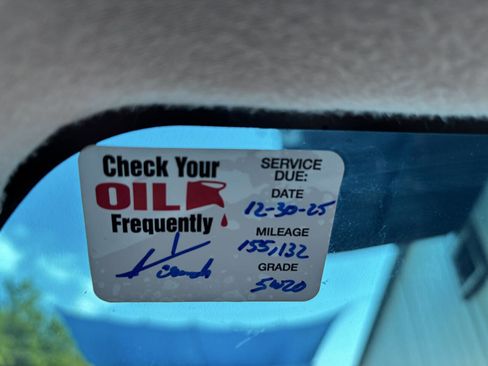 Check Your
OIL
Frequently
SERVICE
DUE:
DATE
12-30-25
MILEAGE
155,132
GRADE
5W20